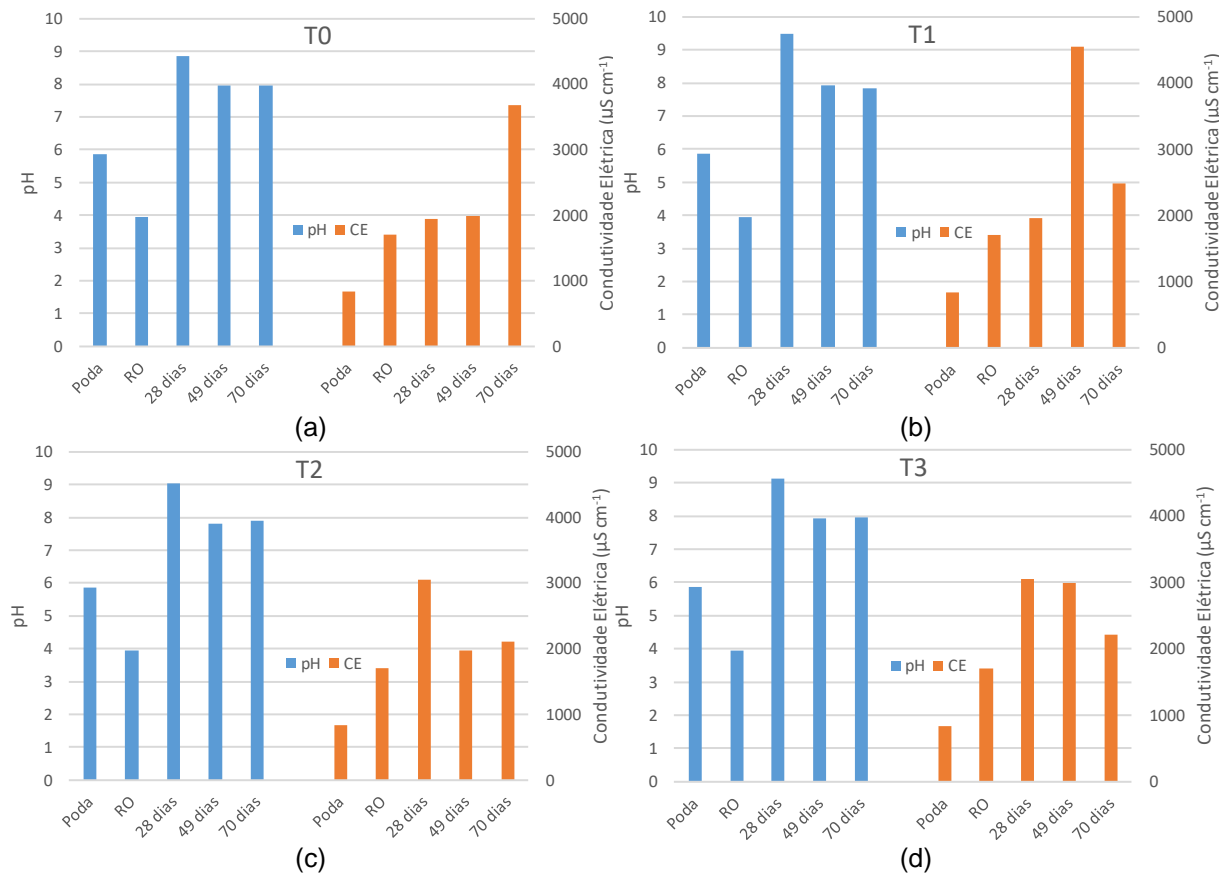 T0
10
9
8
7
6
5
4
3
2
1
0
pH
5000
4000
3000
2000
1000
0
Condutividade Elétrica (µS cm⁻¹)
pH CE
Poda RO 28 dias 49 dias 70 dias Poda RO 28 dias 49 dias 70 dias
(a)
T1
10
9
8
7
6
5
4
3
2
1
0
pH
5000
4000
3000
2000
1000
0
Condutividade Elétrica (µS cm⁻¹)
pH CE
Poda RO 28 dias 49 dias 70 dias Poda RO 28 dias 49 dias 70 dias
(b)
T2
10
9
8
7
6
5
4
3
2
1
0
pH
5000
4000
3000
2000
1000
0
Condutividade Elétrica (µS cm⁻¹)
pH CE
Poda RO 28 dias 49 dias 70 dias Poda RO 28 dias 49 dias 70 dias
(c)
T3
10
9
8
7
6
5
4
3
2
1
0
pH
5000
4000
3000
2000
1000
0
Condutividade Elétrica (µS cm⁻¹)
pH CE
Poda RO 28 dias 49 dias 70 dias Poda RO 28 dias 49 dias 70 dias
(d)